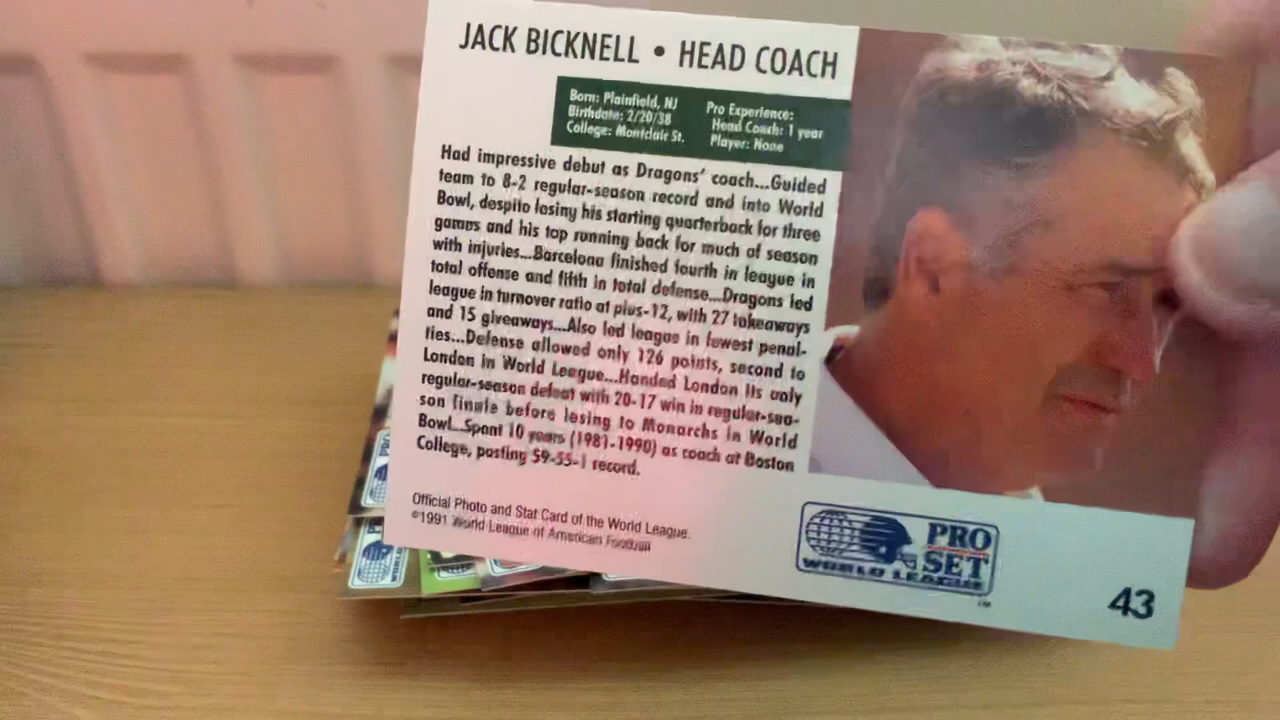 JACK BICKNELL • HEAD COACH
Born: Plainfield, NJ
Birthdate: 2/20/38
College: Montclair St.
Pro Experience:
Head Coach: 1 year
Player: None
Had impressive debut as Dragons' coach...Guided
team to 8-2 regular-season record and into World
Bowl, despite losing his starting quarterback for three
games and his top running back for much of season
with injuries...Barcelona finished fourth in league in
total offense and fifth in total defense...Dragons led
league in turnover ratio at plus-12, with 27 takeaways
and 15 giveaways...Also led league in fewest penal-
ties...Defense allowed only 126 points, second to
London in World League...Handed London its only
regular-season defeat with 20-17 win in regular-sea-
son finale before losing to Monarchs in World
Bowl...Spent 10 years (1981-1990) as coach at Boston
College, posting 59-55-1 record.
Official Photo and Stat Card of the World League.
©1991 World League of American Football
PRO
SET
WORLD LEAGUE
TM
43